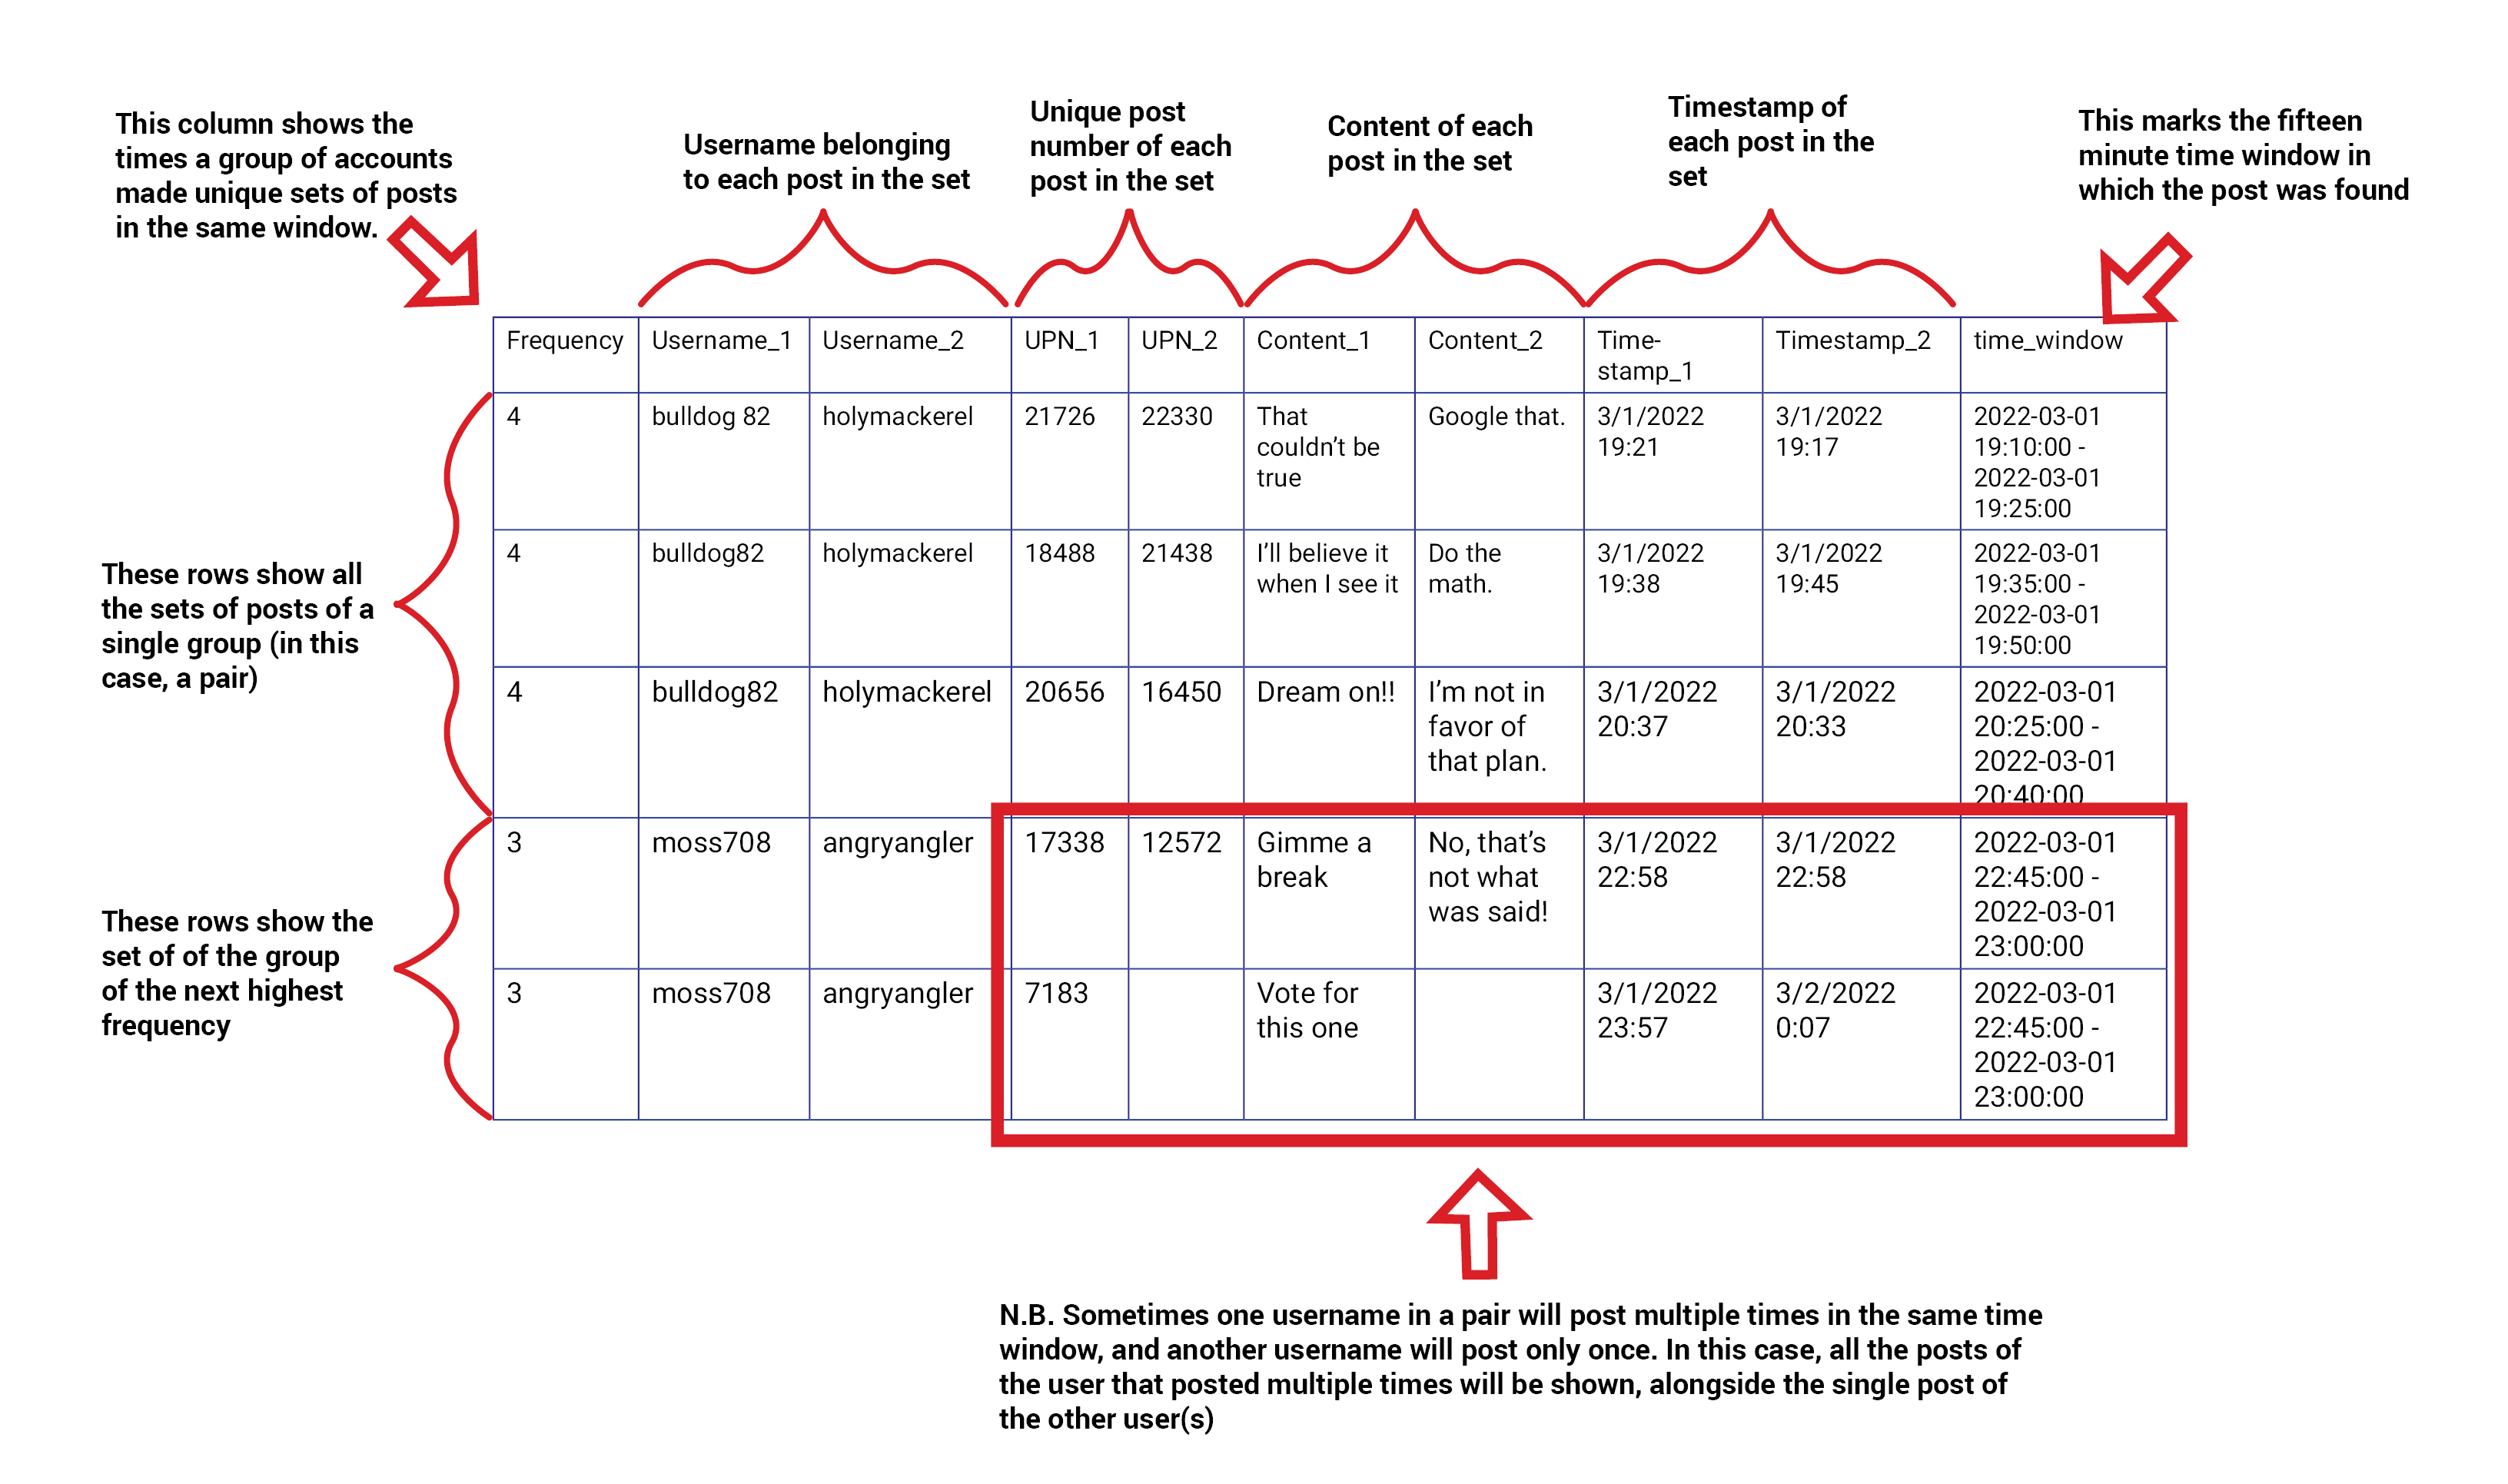 This column shows the
times a group of accounts
made unique sets of posts
in the same window.
Username belonging
to each post in the set
Unique post
number of each
post in the set
Content of each
post in the set
Timestamp of
each post in the
set
This marks the fifteen
minute time window in
which the post was found
Frequency
Username_1
Username_2
UPN_1
UPN_2
Content_1
Content_2
Time-
stamp_1
Timestamp_2
time_window
These rows show all
the sets of posts of a
single group (in this
case, a pair)
4
bulldog 82
holymackerel
21726
22330
That
couldn’t be
true
Google that.
3/1/2022
19:21
3/1/2022
19:17
2022-03-01
19:10:00 -
2022-03-01
19:25:00
4
bulldog82
holymackerel
18488
21438
I’ll believe it
when I see it
Do the
math.
3/1/2022
19:38
3/1/2022
19:45
2022-03-01
19:35:00 -
2022-03-01
19:50:00
4
bulldog82
holymackerel
20656
16450
Dream on!!
I’m not in
favor of
that plan.
3/1/2022
20:37
3/1/2022
20:33
2022-03-01
20:25:00 -
2022-03-01
20:40:00
These rows show the
set of of the group
of the next highest
frequency
3
moss708
angryangler
17338
12572
Gimme a
break
No, that’s
not what
was said!
3/1/2022
22:58
3/1/2022
22:58
2022-03-01
22:45:00 -
2022-03-01
23:00:00
3
moss708
angryangler
7183
Vote for
this one
3/1/2022
23:57
3/2/2022
0:07
2022-03-01
22:45:00 -
2022-03-01
23:00:00
N.B. Sometimes one username in a pair will post multiple times in the same time
window, and another username will post only once. In this case, all the posts of
the user that posted multiple times will be shown, alongside the single post of
the other user(s)